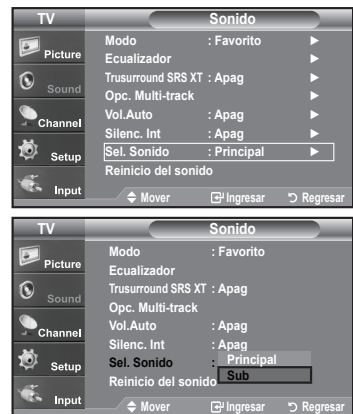 TV Sonido
Modo : Favorito ►
Picture
Ecualizador ►
Trusurround SRS XT : Apag ►
Sound
Opc. Multi-track ►
Vol.Auto : Apag ►
Channel
Silenc. Int : Apag ►
Sel. Sonido : Principal ►
Setup
Reinicio del sonido
Input
Mover Ingresar Regresar
TV Sonido
Modo : Favorito
Picture
Ecualizador
Trusurround SRS XT : Apag
Sound
Opc. Multi-track
Vol.Auto : Apag
Channel
Silenc. Int : Apag
Sel. Sonido : Principal
Setup
Sub
Reinicio del sonido
Input
Mover Ingresar Regresar